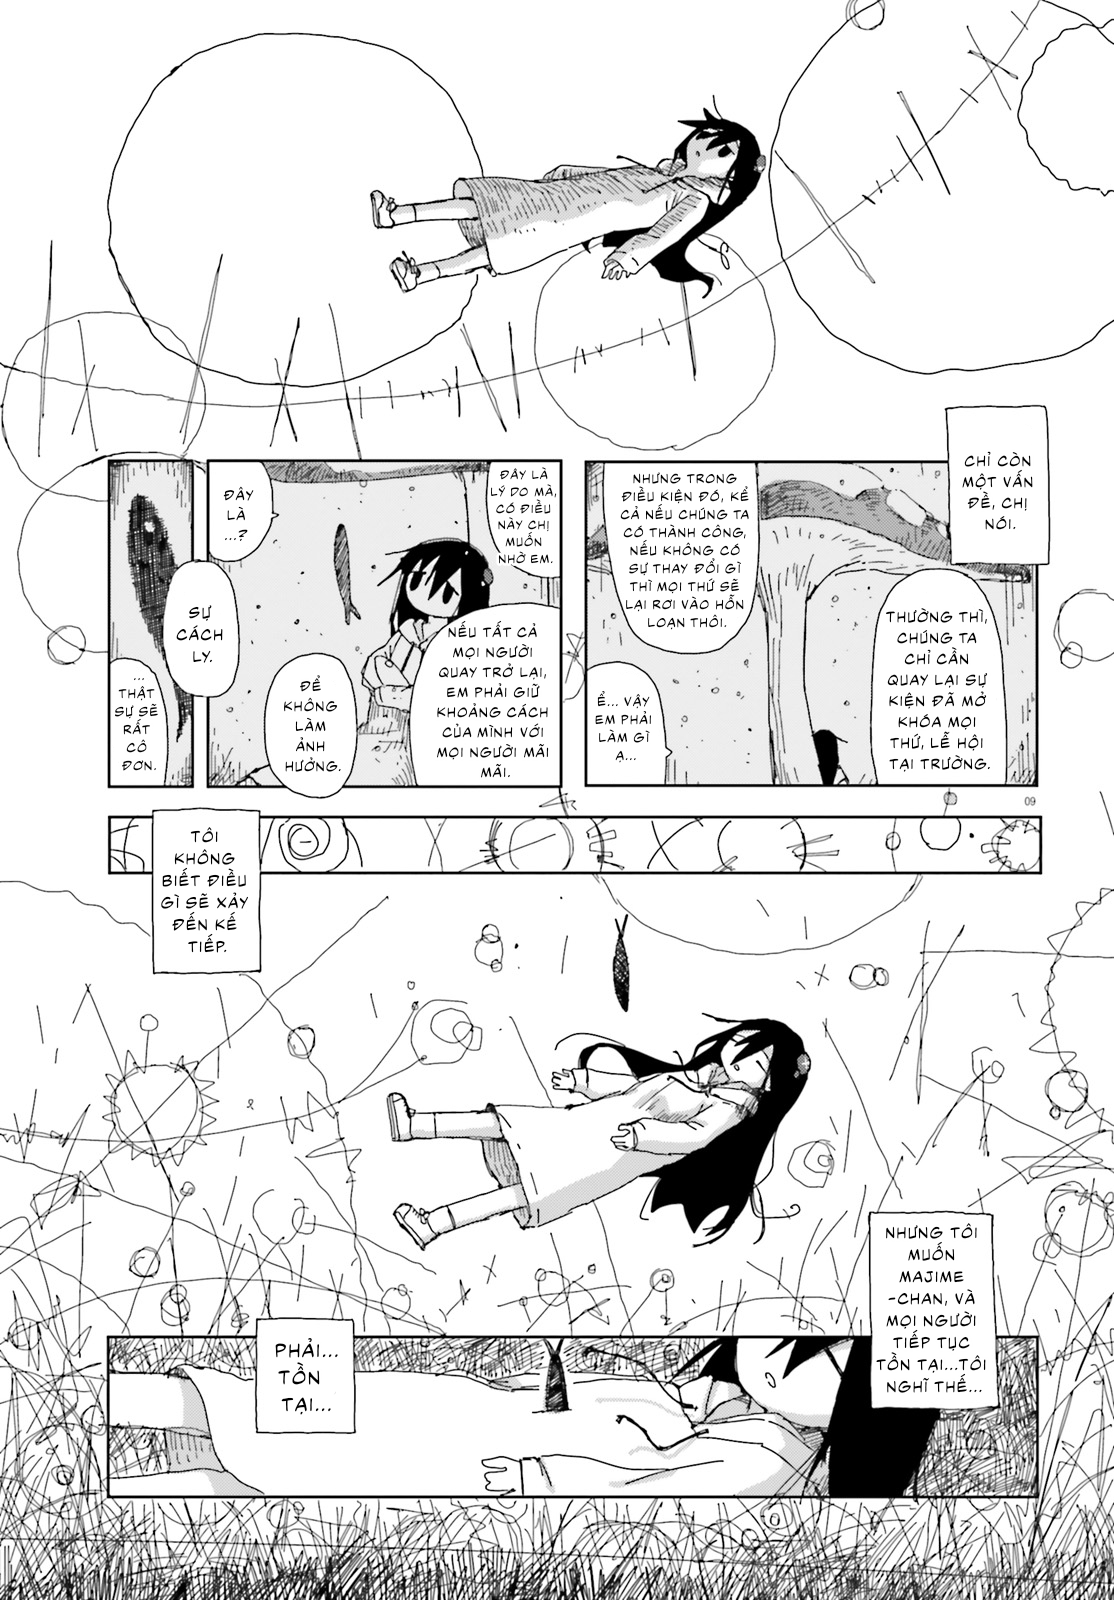 CHỈ CÒN
MỘT VẤN
ĐỀ, CHỊ
NÓI.
THƯỜNG THÌ,
CHÚNG TA
CHỈ CẦN
QUAY LẠI SỰ
KIỆN ĐÃ MỞ
KHÓA MỌI
THỨ, LỄ HỘI
TẠI TRƯỜNG.
NHƯNG TRONG
ĐIỀU KIỆN ĐÓ, KỂ
CẢ NẾU CHÚNG TA
CÓ THÀNH CÔNG,
NẾU KHÔNG CÓ
SỰ THAY ĐỔI GÌ
THÌ MỌI THỨ SẼ
LẠI RƠI VÀO HỖN
LOẠN THÔI.
Ể... VẬY
EM PHẢI
LÀM GÌ
Ạ...
ĐÂY LÀ
LÝ DO MÀ,
CÓ ĐIỀU
NÀY CHỊ
MUỐN
NHỜ EM.
ĐÂY
LÀ
...?
NẾU TẤT CẢ
MỌI NGƯỜI
QUAY TRỞ LẠI,
EM PHẢI GIỮ
KHOẢNG CÁCH
CỦA MÌNH VỚI
MỌI NGƯỜI MÃI
MÃI.
ĐỂ
KHÔNG
LÀM
ẢNH
HƯỞNG.
SỰ
CÁCH
LY.
...
THẬT
SỰ SẼ
RẤT
CÔ
ĐƠN.
09
TÔI
KHÔNG
BIẾT ĐIỀU
GÌ SẼ XẢY
ĐẾN KẾ
TIẾP.
NHƯNG TÔI
MUỐN
MAJIME
-CHAN, VÀ
MỌI NGƯỜI
TIẾP TỤC
TỒN TẠI...TÔI
NGHĨ THẾ...
PHẢI...
TỒN
TẠI...